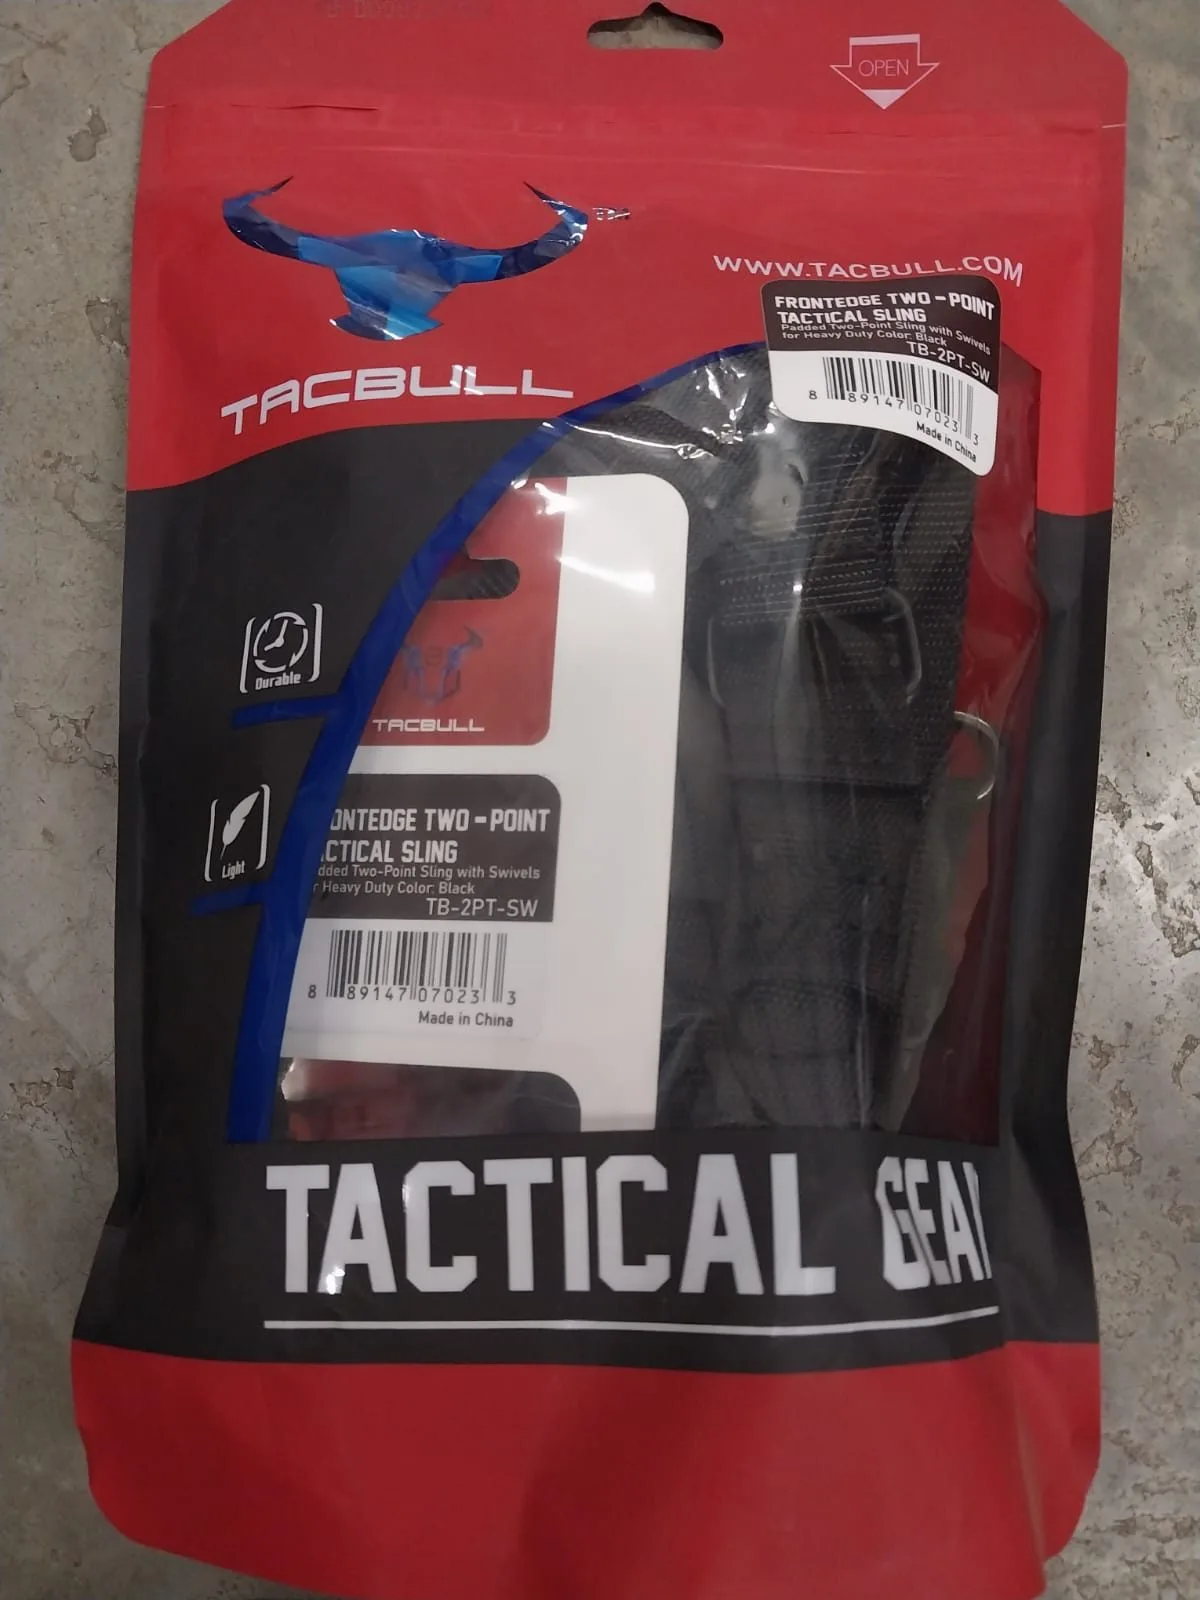 OPEN
WWW.TACBULL.COM
TACBULL
FRONTEDGE TWO-POINT
TACTICAL SLING
Padded Two-Point Sling with Swivels
for Heavy Duty Color: Black
TB-2PT-SW
8 89147 07023 3
Made in China
Durable
Light
TACBULL
ONTEDGE TWO-POINT
CTICAL SLING
dded Two-Point Sling with Swivels
r Heavy Duty Color: Black
TB-2PT-SW
8 89147 07023 3
Made in China
TACTICAL GEAR